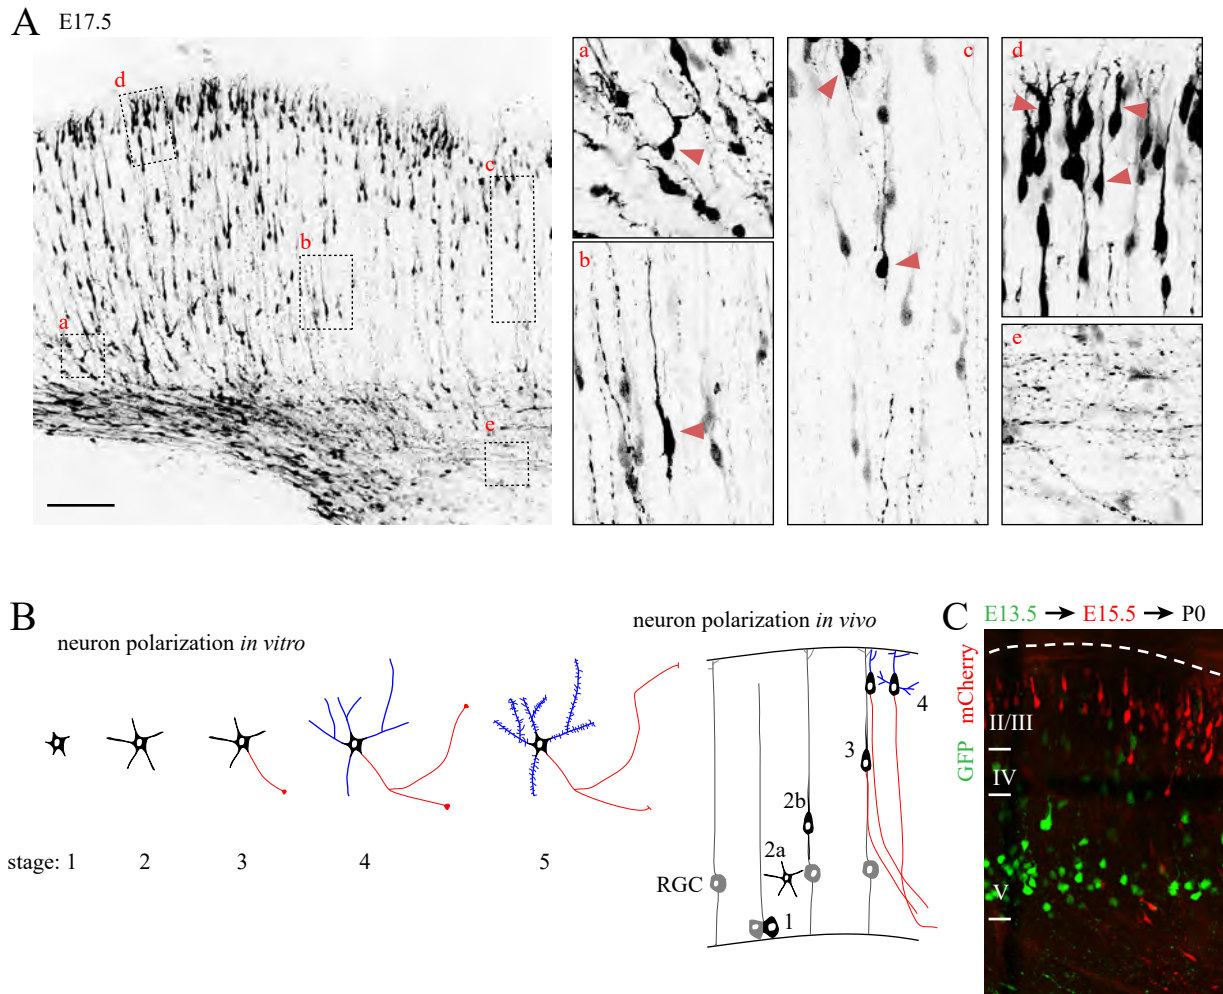 A E17.5
d
c
b
a
e
a
b
c
d
e
B
neuron polarization in vitro
neuron polarization in vivo
stage: 1 2 3 4 5
RGC
1
2a
2b
3
4
C E13.5 → E15.5 → P0
GFP mCherry
II/III
IV
V